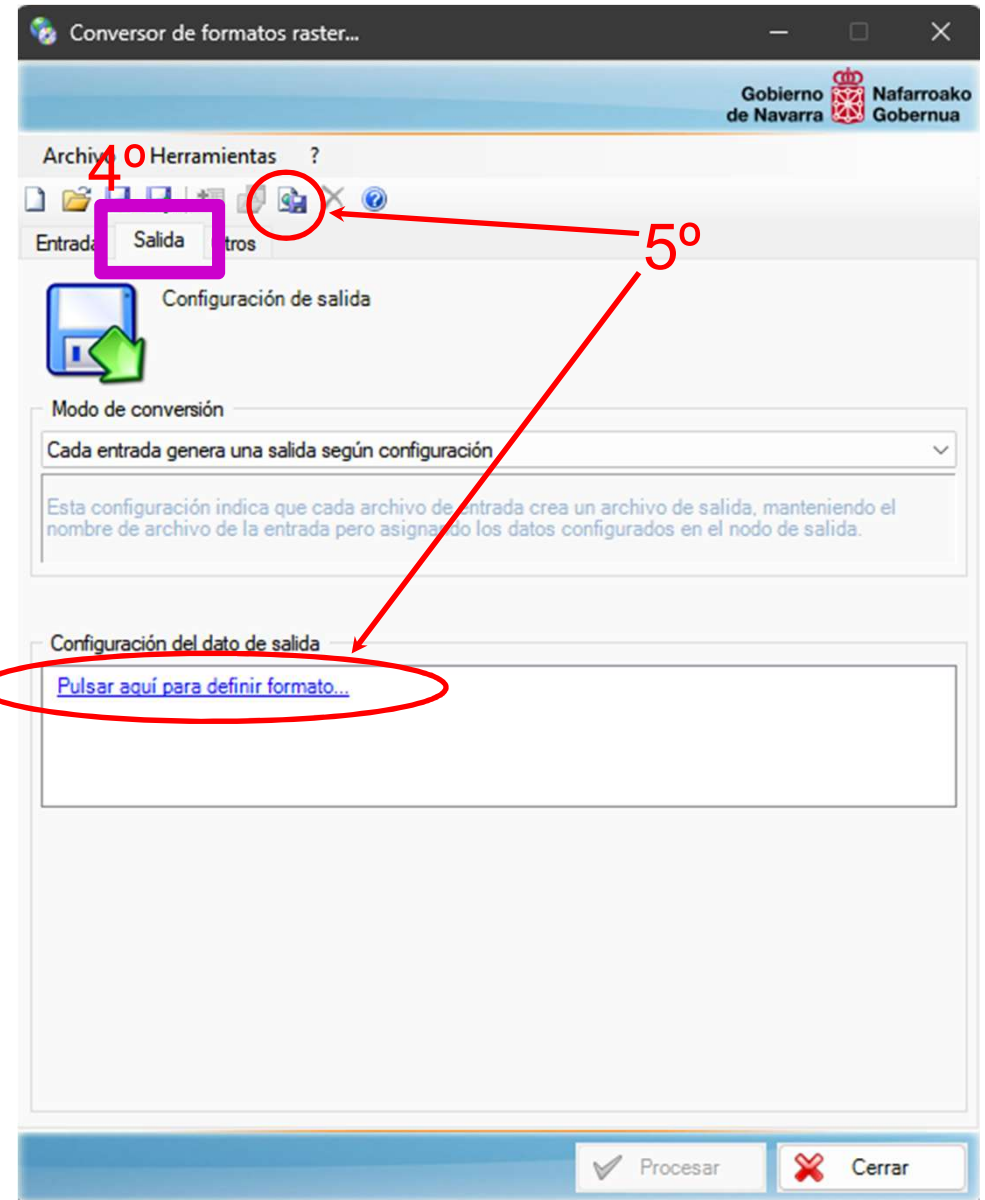 Conversor de formatos raster...
Gobierno de Navarra
Nafarroako Gobernua
Archivo Herramientas ?
4º
Entrada Salida Otros
5º
Configuración de salida
Modo de conversión
Cada entrada genera una salida según configuración
Esta configuración indica que cada archivo de entrada crea un archivo de salida, manteniendo el
nombre de archivo de la entrada pero asignando los datos configurados en el nodo de salida.
Configuración del dato de salida
Pulsar aquí para definir formato...
Procesar
Cerrar